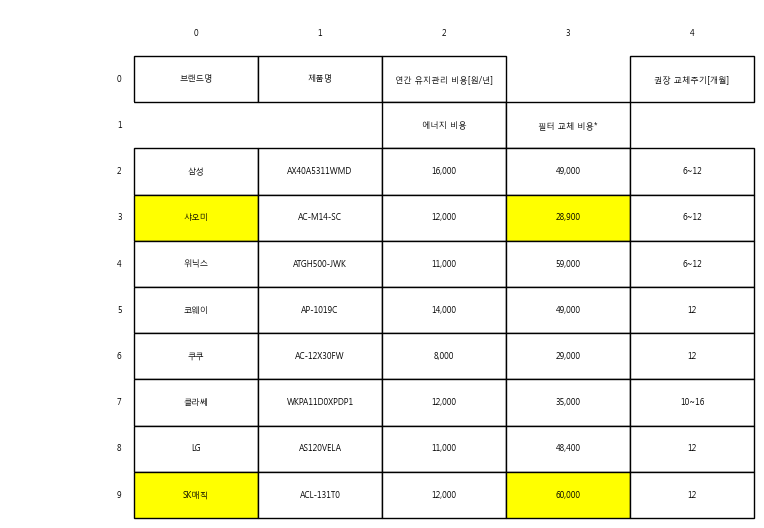 0 1 2 3 4
0 브랜드명 제품명 연간 유지관리 비용[원/년] 권장 교체주기[개월]
1 에너지 비용 필터 교체 비용*
2 삼성 AX40A5311WMD 16,000 49,000 6~12
3 샤오미 AC-M14-SC 12,000 28,900 6~12
4 위닉스 ATGH500-JWK 11,000 59,000 6~12
5 코웨이 AP-1019C 14,000 49,000 12
6 쿠쿠 AC-12X30FW 8,000 29,000 12
7 클라쎄 WKPA11D0XPDP1 12,000 35,000 10~16
8 LG AS120VELA 11,000 48,400 12
9 SK매직 ACL-131T0 12,000 60,000 12